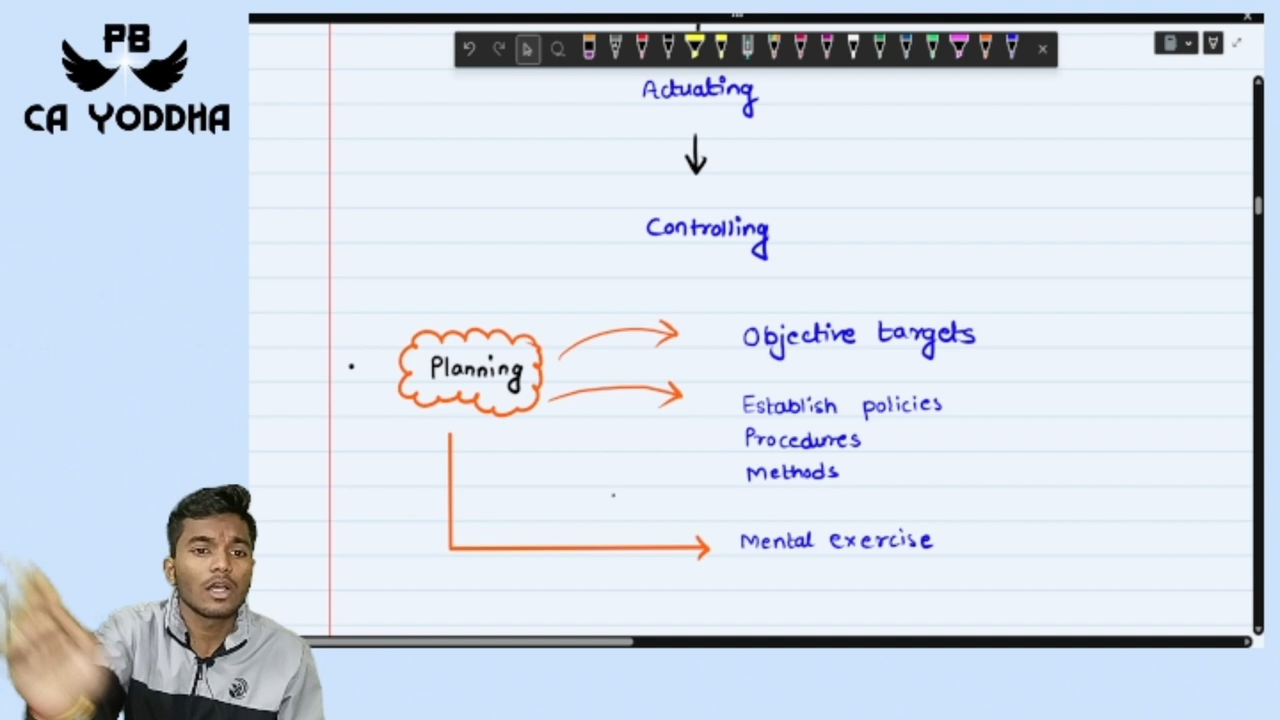 PB
CA YODDHA
Actuating
Controlling
Planning
Objective targets
Establish policies
Procedures
Methods
Mental exercise